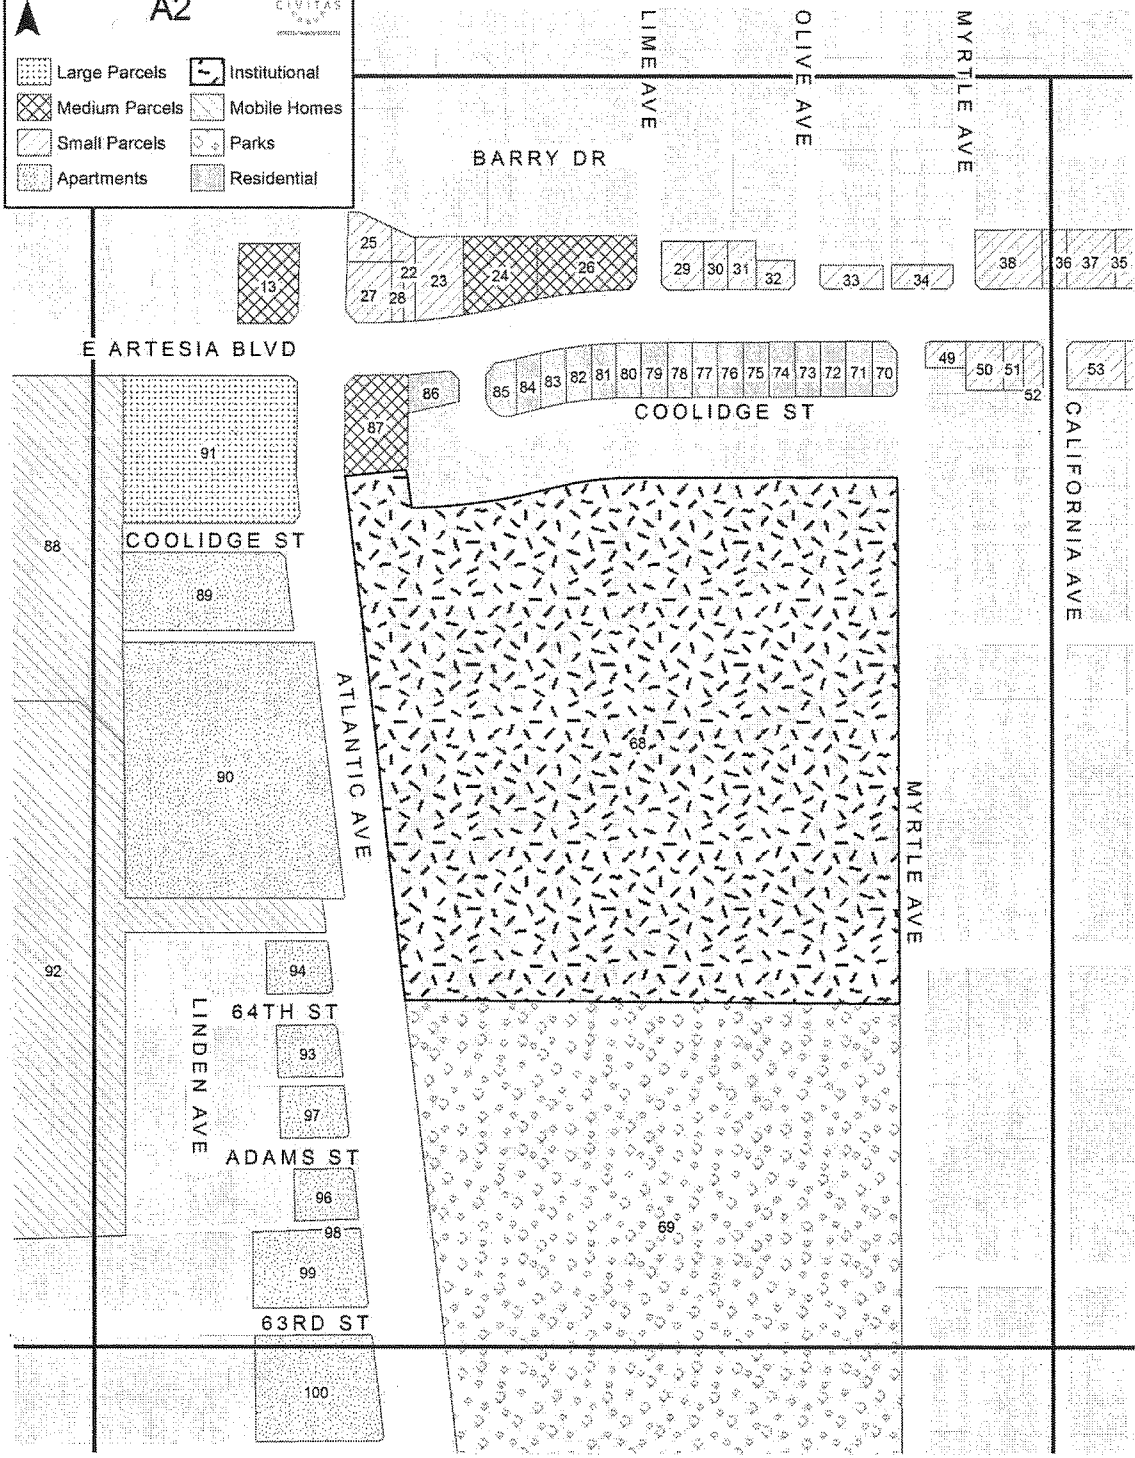 A2
CIVITAS
Large Parcels
Institutional
Medium Parcels
Mobile Homes
Small Parcels
Parks
Apartments
Residential
LIME AVE
OLIVE AVE
MYRTLE AVE
BARRY DR
25
22
23
24
26
27
28
13
29
30
31
32
33
34
38
36
37
35
E ARTESIA BLVD
49
50
51
52
53
86
85
84
83
82
81
80
79
78
77
76
75
74
73
72
71
70
COOLIDGE ST
87
91
88
COOLIDGE ST
89
CALIFORNIA AVE
ATLANTIC AVE
90
68
MYRTLE AVE
92
94
64TH ST
LINDEN AVE
93
97
ADAMS ST
96
98
99
69
63RD ST
100